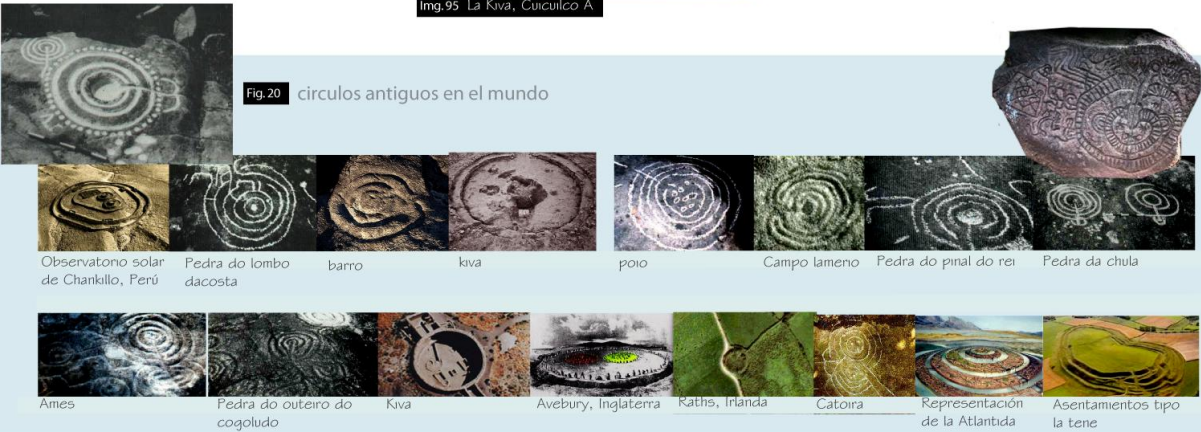 Img.95 La Kiva, Cuicuilco A
Fig.20 circulos antiguos en el mundo
Observatorio solar
de Chankillo, Perú
Pedra do lombo
dacosta
barro
kiva
poio
Campo lamerio
Pedra do pinal do rei
Pedra da chula
Ames
Pedra do outeiro do
cogoludo
Kiva
Avebury, Inglaterra
Raths, Irlanda
Catoira
Representación
de la Atlantida
Asentamientos tipo
la tene